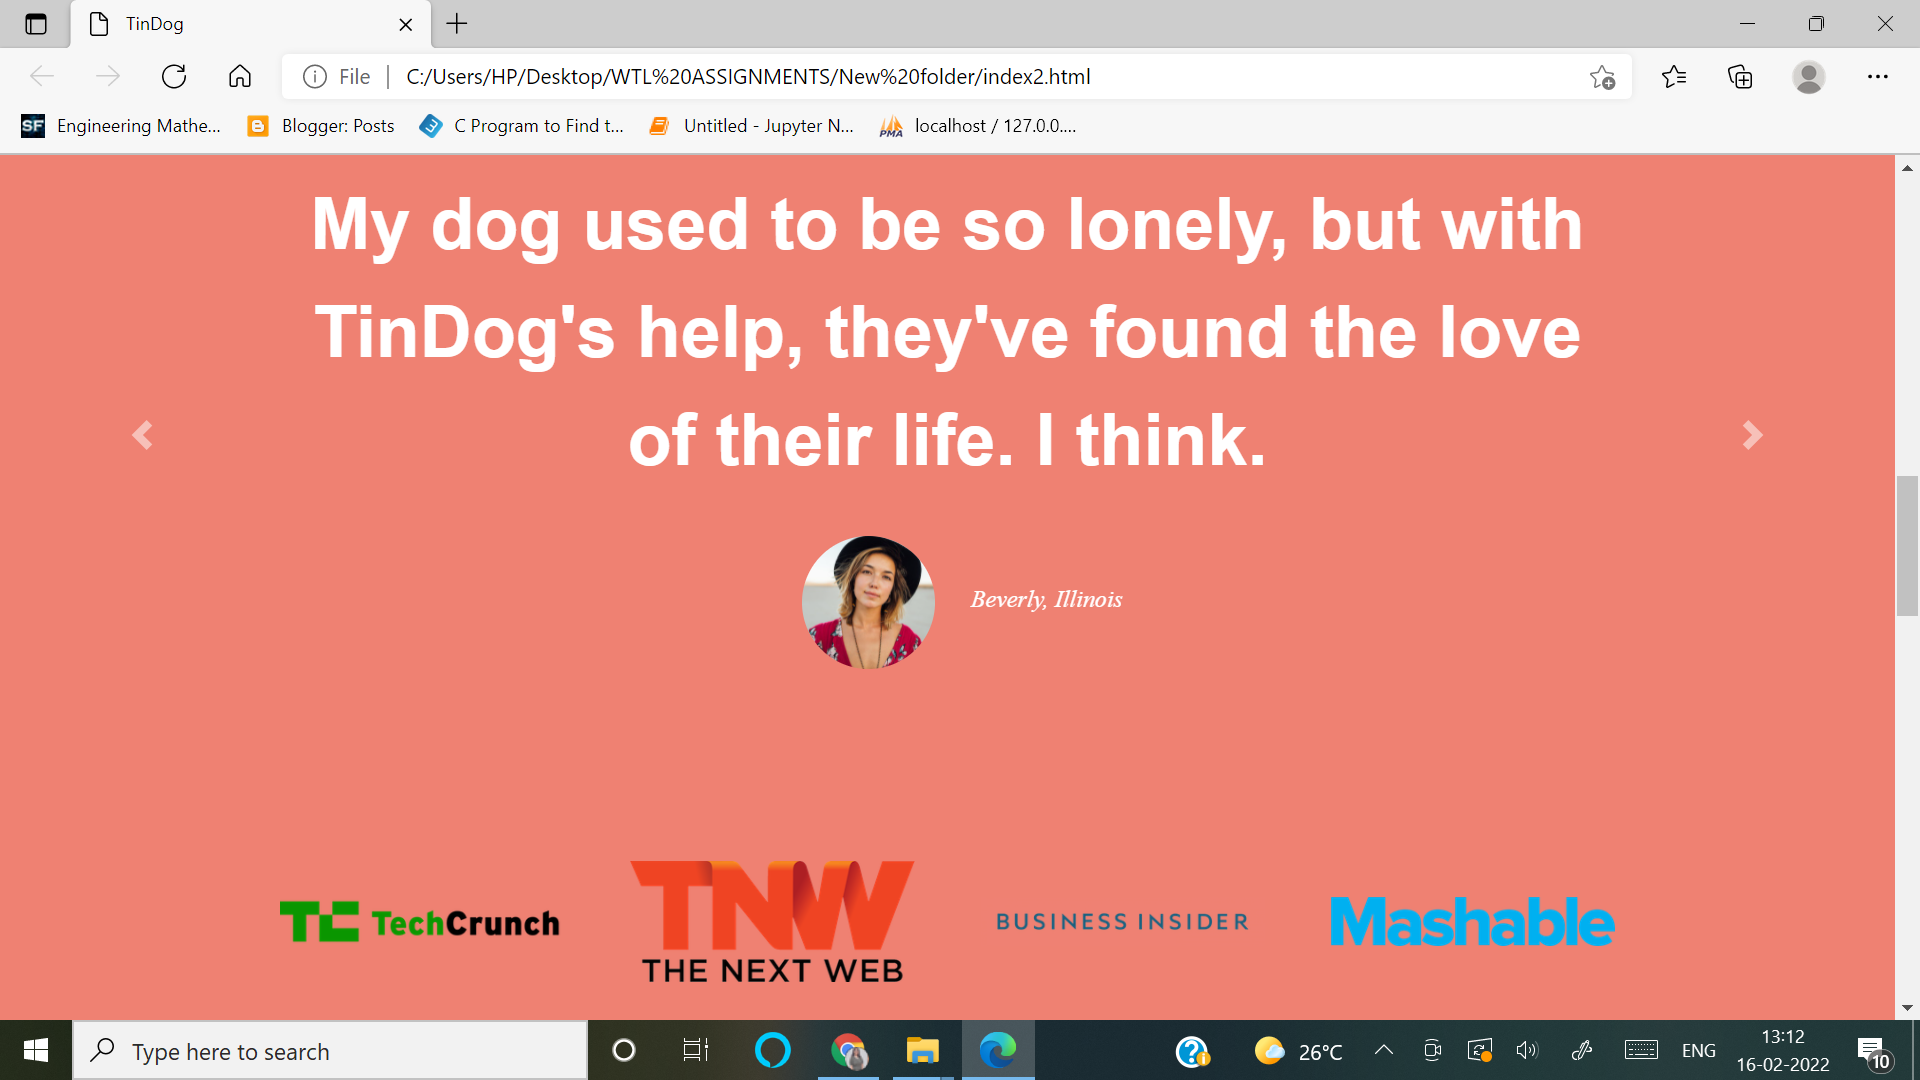 TinDog
File
C:/Users/HP/Desktop/WTL%20ASSIGNMENTS/New%20folder/index2.html
SF Engineering Mathe...
Blogger: Posts
C Program to Find t...
Untitled - Jupyter N...
PMA localhost / 127.0.0....
My dog used to be so lonely, but with
TinDog's help, they've found the love
of their life. I think.
Beverly, Illinois
TC TechCrunch
TNW
THE NEXT WEB
BUSINESS INSIDER
Mashable
Type here to search
26°C
ENG
13:12
16-02-2022
10